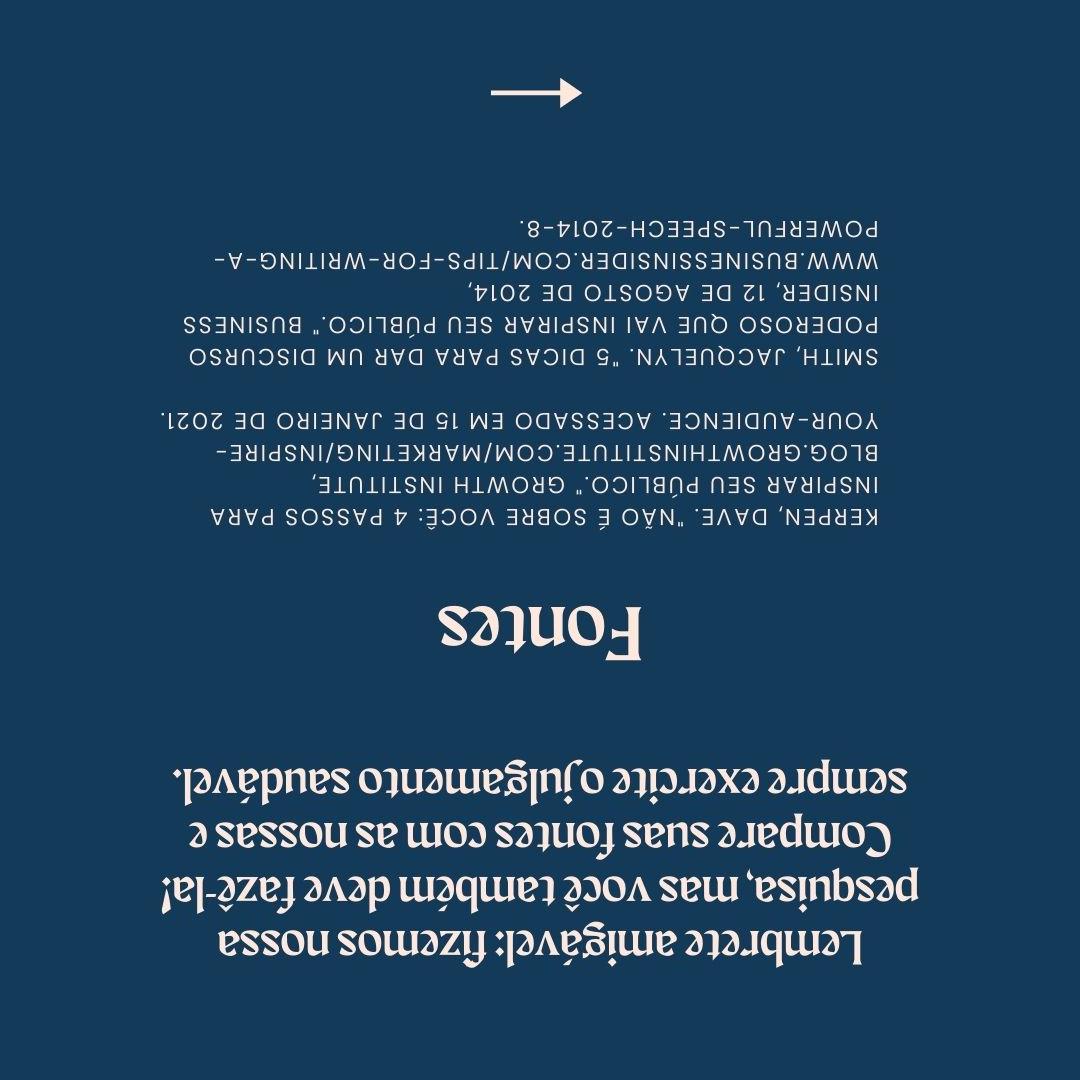 Lembrete amigável: fizemos nossa
pesquisa, mas você também deve fazê-la!
Compare suas fontes com as nossas e
sempre exercite o julgamento saudável.
Fontes
KERPEN, DAVE. "NÃO É SOBRE VOCÊ: 4 PASSOS PARA
INSPIRAR SEU PÚBLICO." GROWTH INSTITUTE,
BLOG.GROWTHINSTITUTE.COM/MARKETING/INSPIRE-
YOUR-AUDIENCE. ACESSADO EM 15 DE JANEIRO DE 2021.
SMITH, JACQUELYN. "5 DICAS PARA DAR UM DISCURSO
PODEROSO QUE VAI INSPIRAR SEU PÚBLICO." BUSINESS
INSIDER, 12 DE AGOSTO DE 2014,
WWW.BUSINESSINSIDER.COM/TIPS-FOR-WRITING-A-
POWERFUL-SPEECH-2014-8.